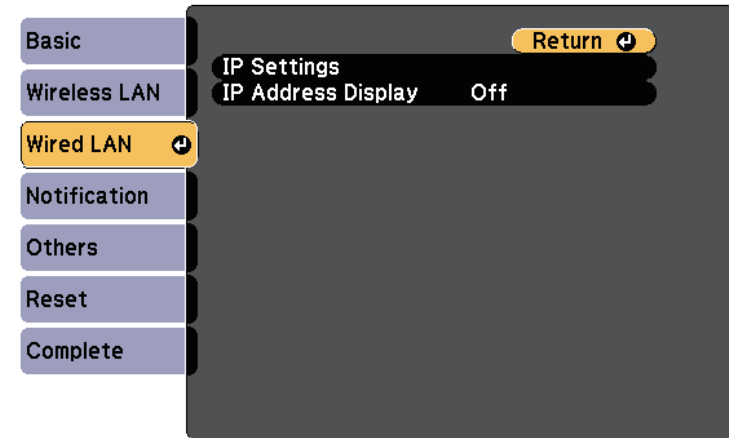 Basic
Wireless LAN
Wired LAN
Notification
Others
Reset
Complete
Return
IP Settings
IP Address Display Off